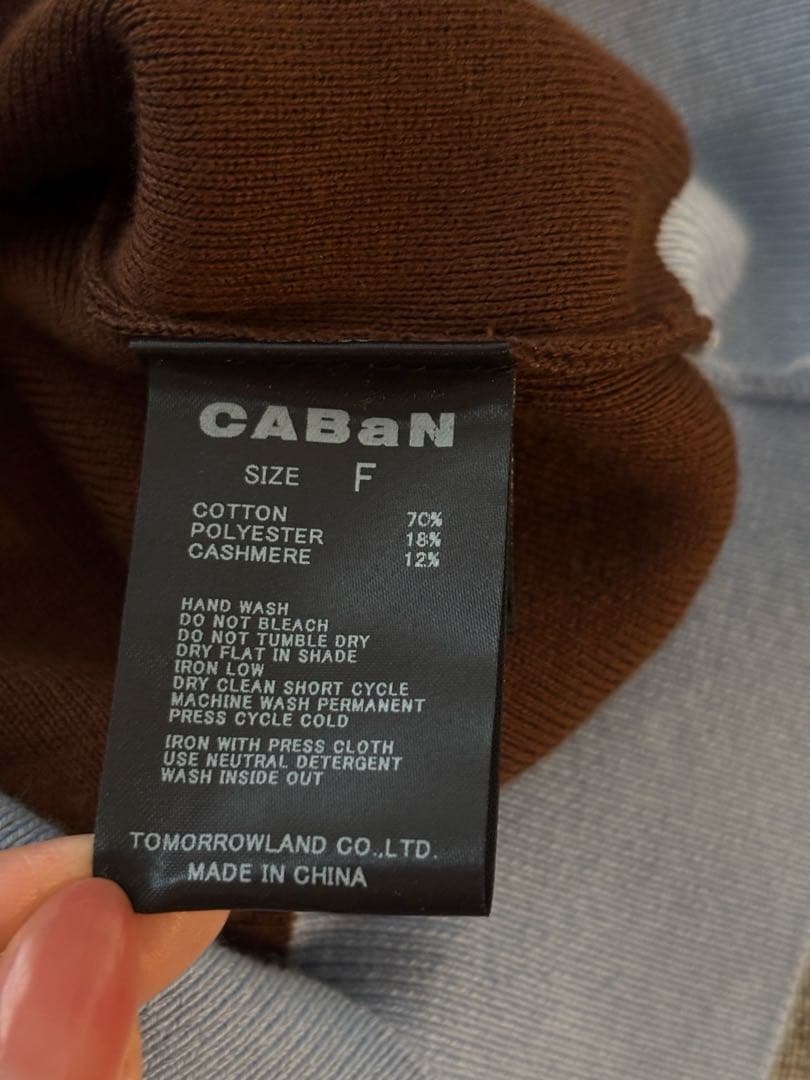 CABaN
SIZE F
COTTON 70%
POLYESTER 18%
CASHMERE 12%
HAND WASH
DO NOT BLEACH
DO NOT TUMBLE DRY
DRY FLAT IN SHADE
IRON LOW
DRY CLEAN SHORT CYCLE
MACHINE WASH PERMANENT
PRESS CYCLE COLD
IRON WITH PRESS CLOTH
USE NEUTRAL DETERGENT
WASH INSIDE OUT
TOMORROWLAND CO.,LTD.
MADE IN CHINA